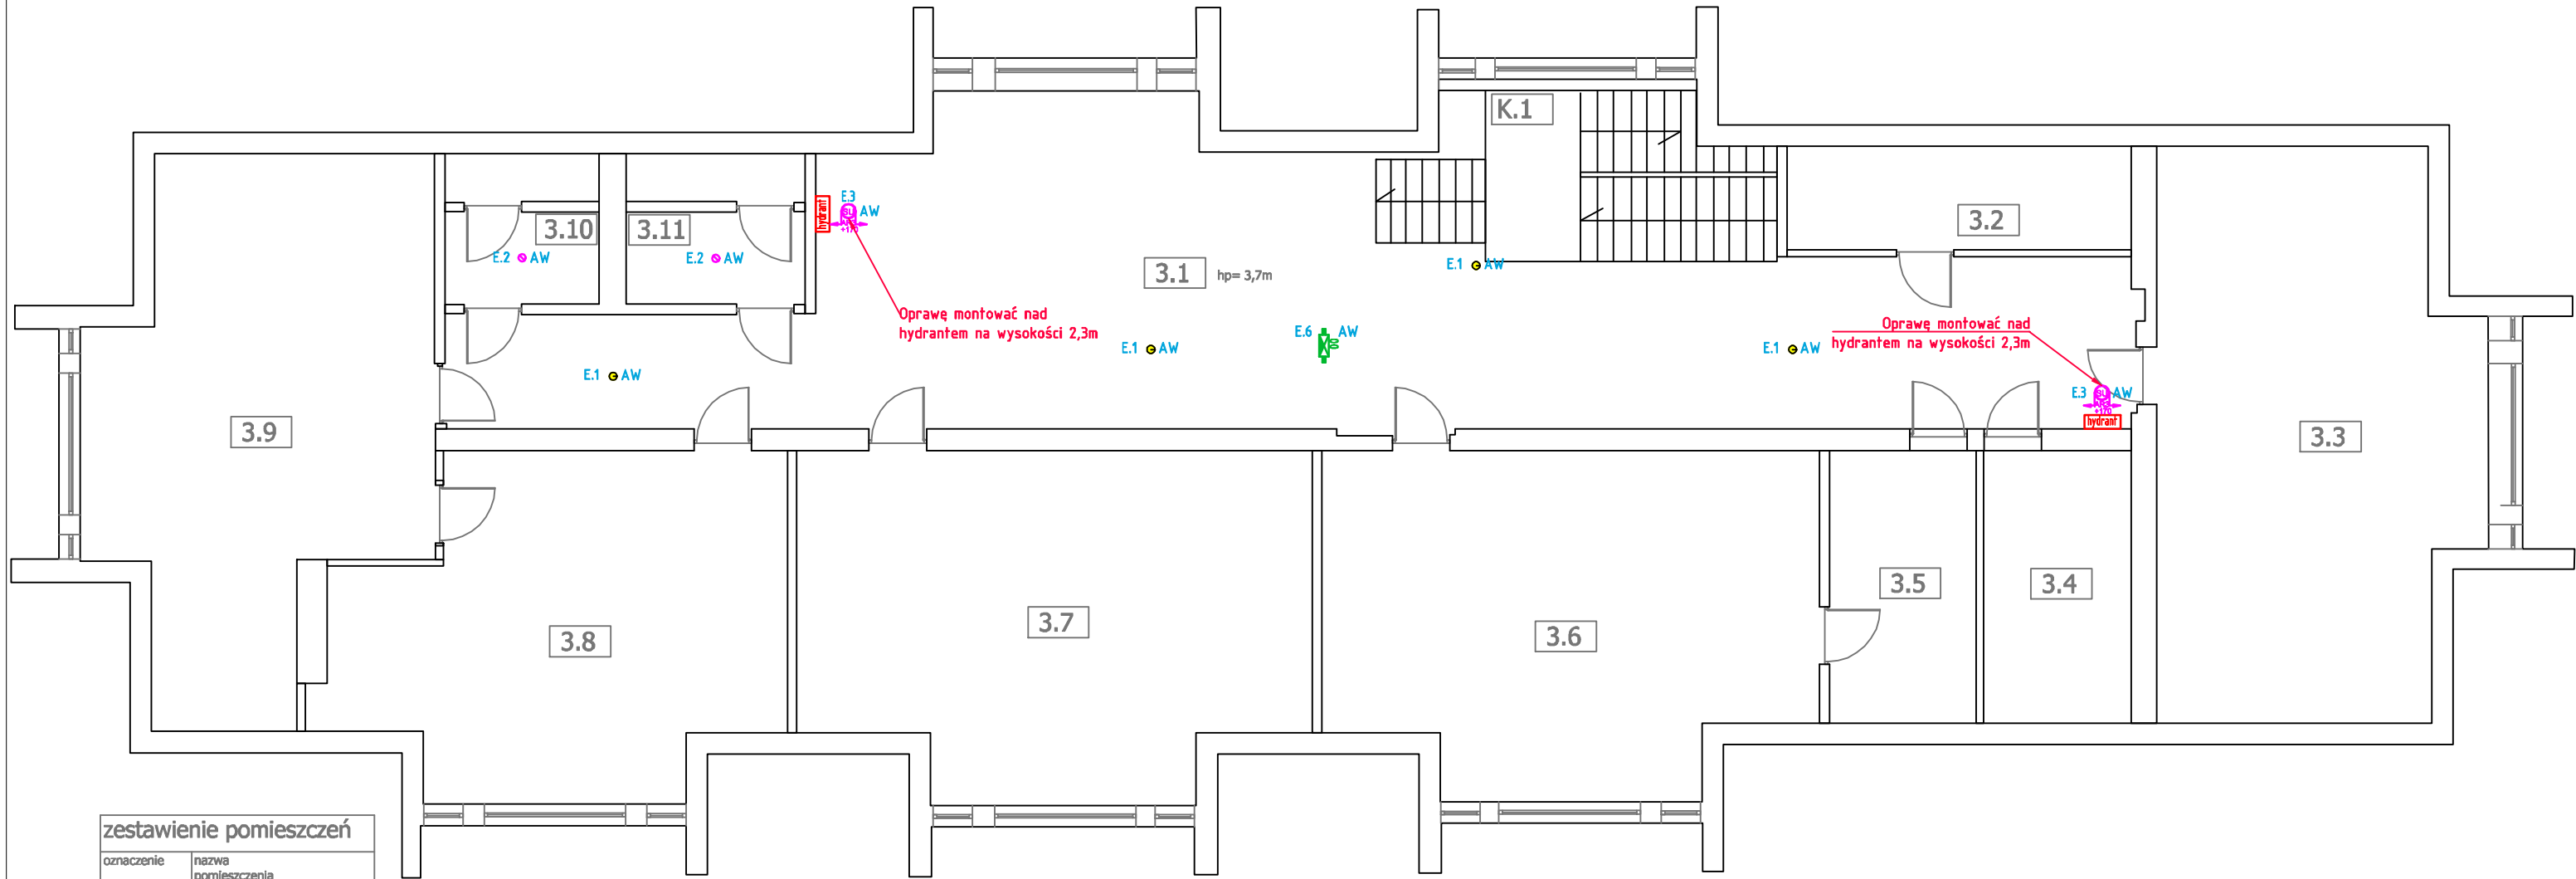 K.1
3.10
3.11
hydrant
E.3
AW
+170
3.2
E.2 AW
E.2 AW
3.1 hp= 3,7m
E.1 AW
Oprawę montować nad
hydrantem na wysokości 2,3m
E.6 AW
E.1 AW
E.1 AW
Oprawę montować nad
hydrantem na wysokości 2,3m
E.1 AW
E.3 AW
+170
hydrant
3.9
3.3
3.5
3.4
3.8
3.7
3.6
zestawienie pomieszczeń
oznaczenie
nazwa
pomieszczenia